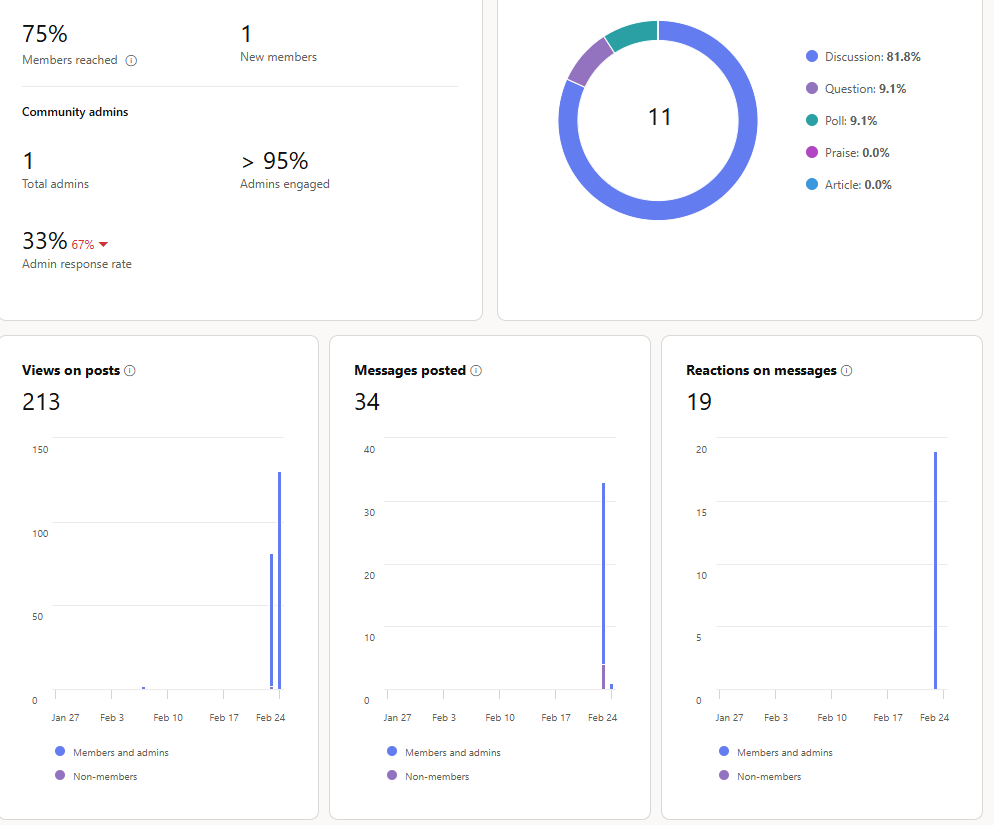 75%
Members reached
1
New members
Community admins
1
Total admins
> 95%
Admins engaged
33% 67%
Admin response rate
11
Discussion: 81.8%
Question: 9.1%
Poll: 9.1%
Praise: 0.0%
Article: 0.0%
Views on posts
213
150
100
50
0
Jan 27 Feb 3 Feb 10 Feb 17 Feb 24
Members and admins
Non-members
Messages posted
34
40
30
20
10
0
Jan 27 Feb 3 Feb 10 Feb 17 Feb 24
Members and admins
Non-members
Reactions on messages
19
20
15
10
5
0
Jan 27 Feb 3 Feb 10 Feb 17 Feb 24
Members and admins
Non-members